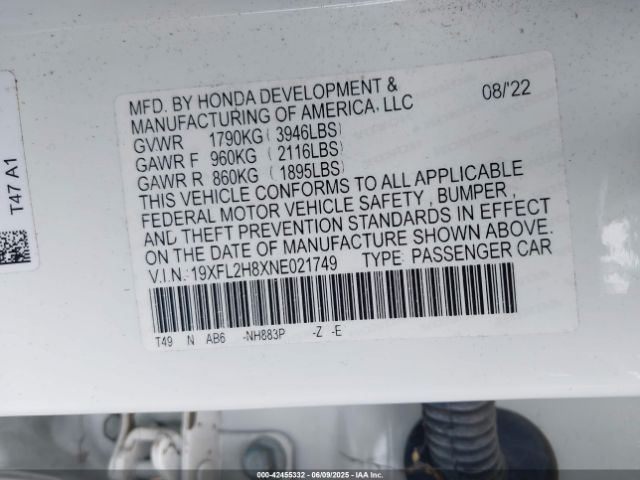 T47 A1
MFD. BY HONDA DEVELOPMENT & 08/'22
MANUFACTURING OF AMERICA, LLC
GVWR 1790KG ( 3946LBS)
GAWR F 960KG ( 2116LBS)
GAWR R 860KG ( 1895LBS)
THIS VEHICLE CONFORMS TO ALL APPLICABLE
FEDERAL MOTOR VEHICLE SAFETY , BUMPER ,
AND THEFT PREVENTION STANDARDS IN EFFECT
ON THE DATE OF MANUFACTURE SHOWN ABOVE.
V.I.N.: 19XFL2H8XNE021749 TYPE: PASSENGER CAR
T49 N AB6 -NH883P -Z -E
000-42455332 - 06/09/2025 - IAA Inc.